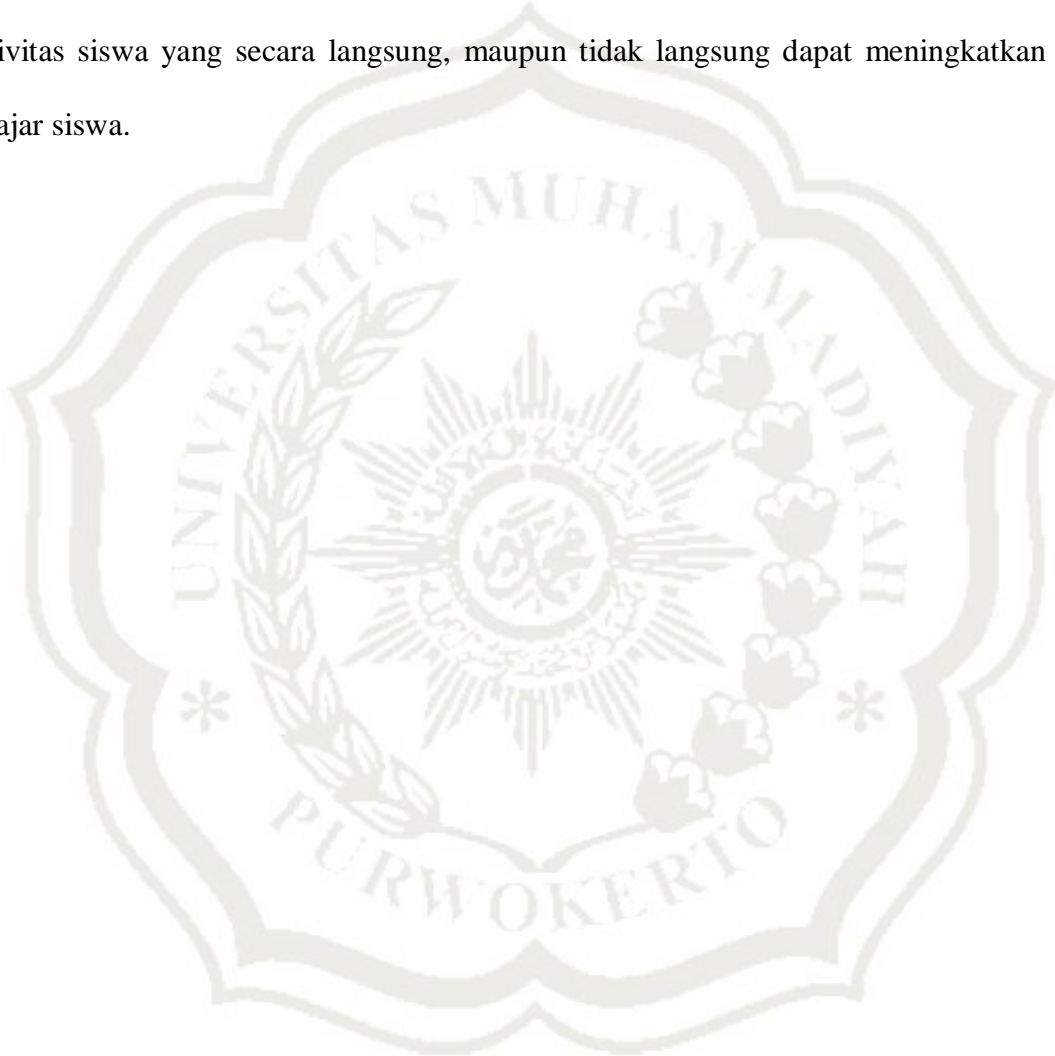 ivitas siswa yang secara langsung, maupun tidak langsung dapat meningkatkan
ajar siswa.
UNIVERSITAS MUHAMMADIYAH
PURWOKERTO